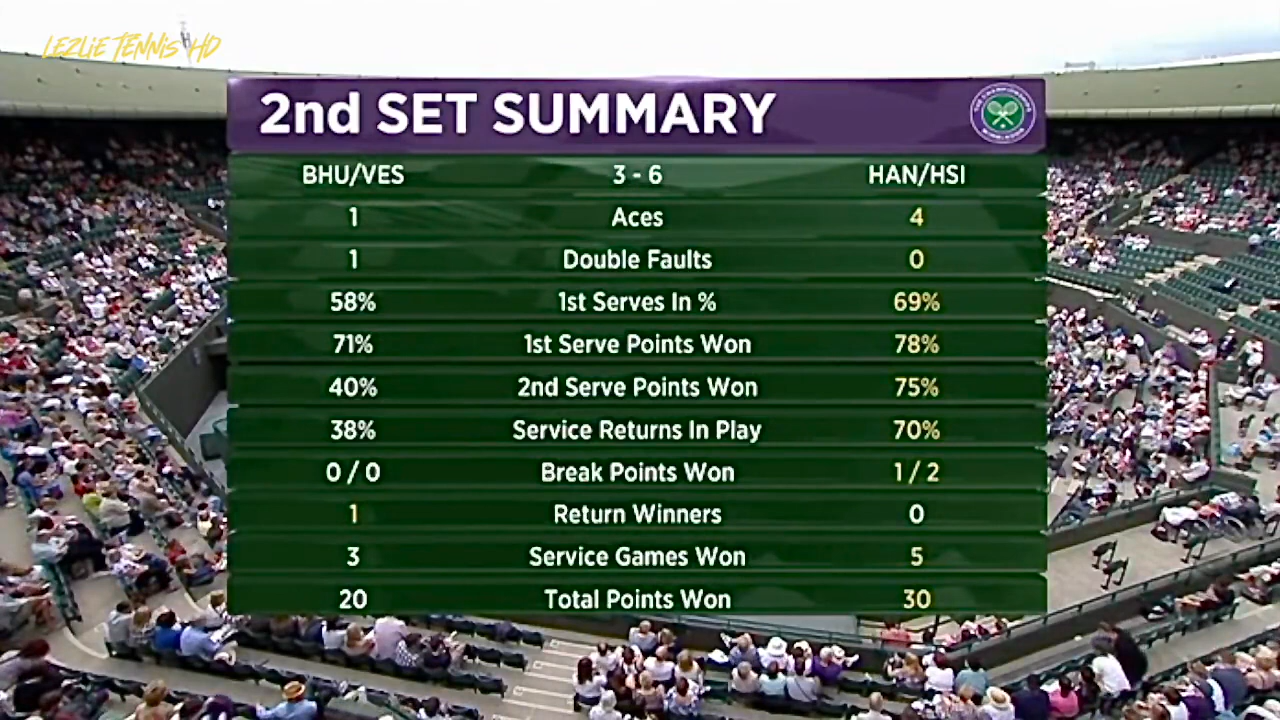 LEZLIE TENNIS HD
2nd SET SUMMARY
BHU/VES 3 - 6 HAN/HSI
1 Aces 4
1 Double Faults 0
58% 1st Serves In % 69%
71% 1st Serve Points Won 78%
40% 2nd Serve Points Won 75%
38% Service Returns In Play 70%
0 / 0 Break Points Won 1 / 2
1 Return Winners 0
3 Service Games Won 5
20 Total Points Won 30